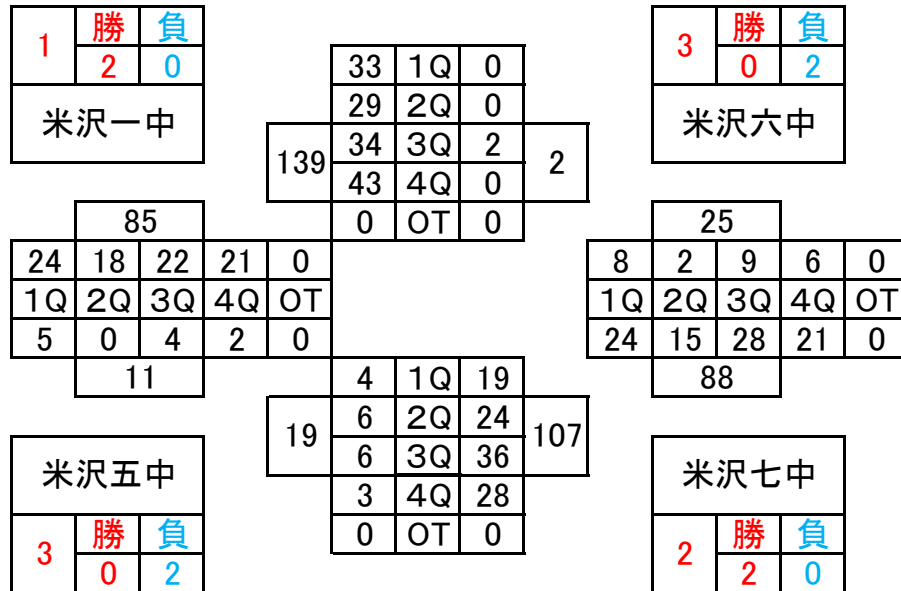 1 勝 負
2 0
米沢一中
3 勝 負
0 2
米沢六中
33 1Q 0
29 2Q 0
139 34 3Q 2 2
43 4Q 0
0 OT 0
85
24 18 22 21 0
1Q 2Q 3Q 4Q OT
5 0 4 2 0
11
25
8 2 9 6 0
1Q 2Q 3Q 4Q OT
24 15 28 21 0
88
4 1Q 19
19 6 2Q 24 107
6 3Q 36
3 4Q 28
0 OT 0
米沢五中
3 勝 負
0 2
米沢七中
2 勝 負
2 0